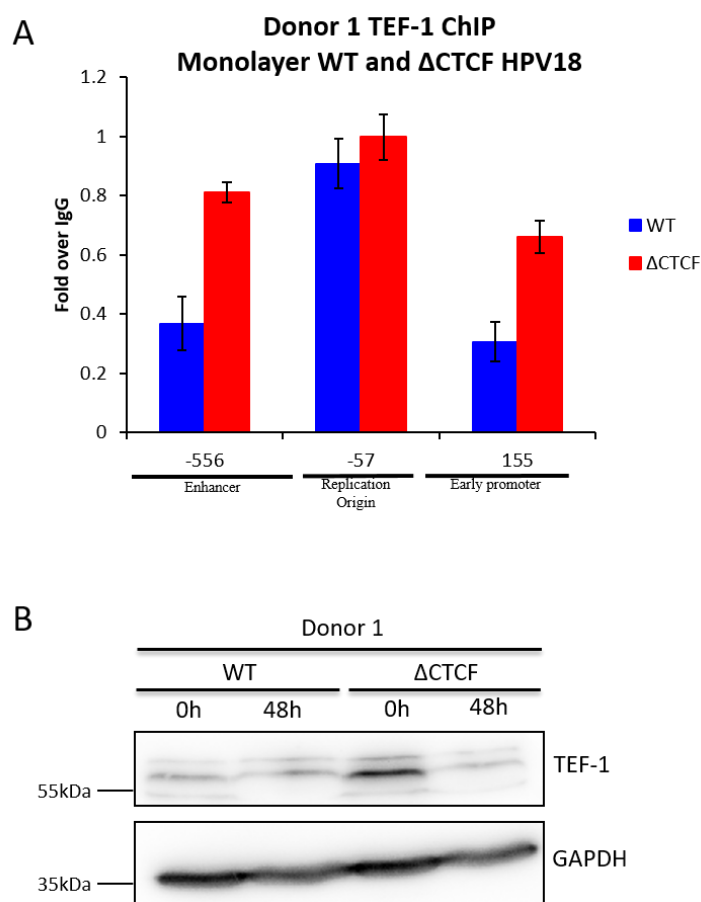 A
Donor 1 TEF-1 ChIP
Monolayer WT and ΔCTCF HPV18
1.2
1
0.8
0.6
0.4
0.2
0
Fold over IgG
WT
ΔCTCF
-556
-57
155
Enhancer
Replication
Origin
Early promoter
B
Donor 1
WT
ΔCTCF
0h
48h
0h
48h
TEF-1
55kDa
GAPDH
35kDa